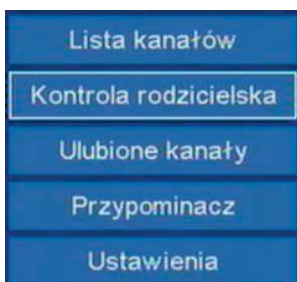 Lista kanałów
Kontrola rodzicielska
Ulubione kanały
Przypominacz
Ustawienia